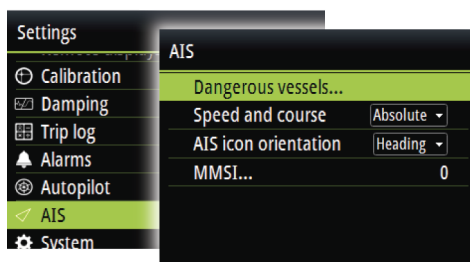 Settings
Calibration
Damping
Trip log
Alarms
Autopilot
AIS
System
AIS
Dangerous vessels...
Speed and course Absolute
AIS icon orientation Heading
MMSI... 0